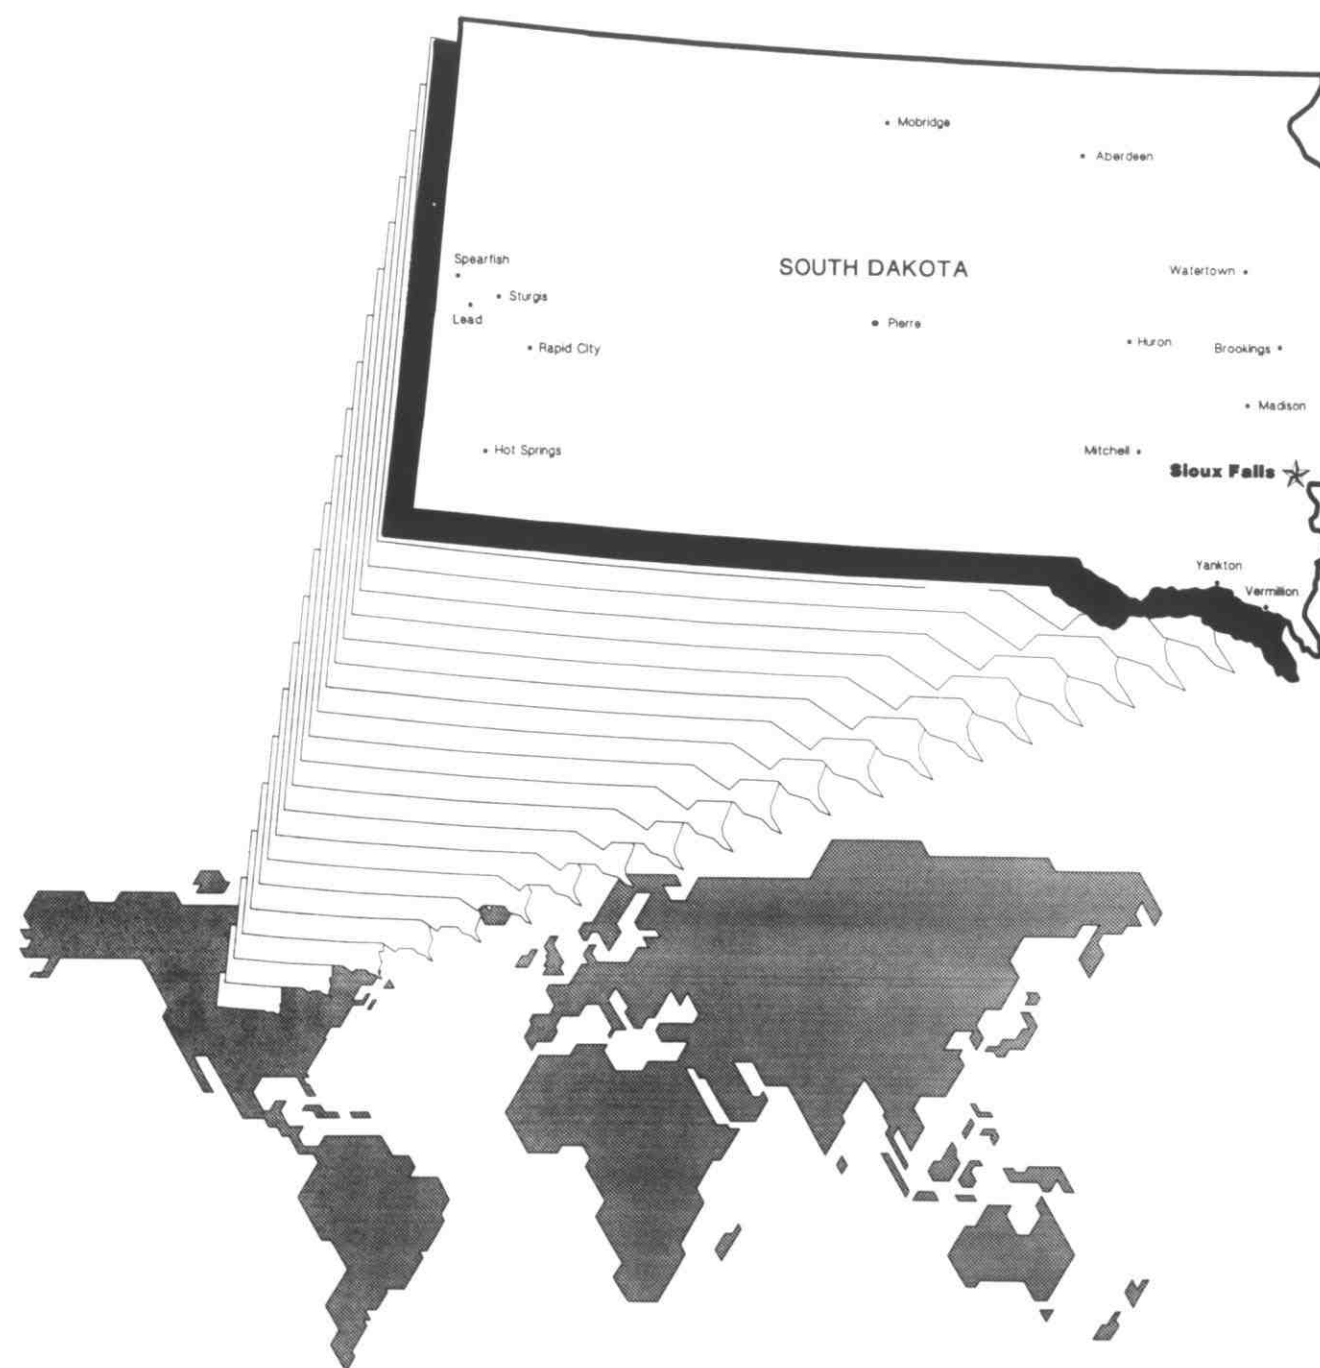 Mobridge
Aberdeen
Spearfish
SOUTH DAKOTA
Watertown
Sturgis
Lead
Pierre
Rapid City
Huron
Brookings
Madison
Hot Springs
Mitchell
Sioux Falls
Yankton
Vermillion